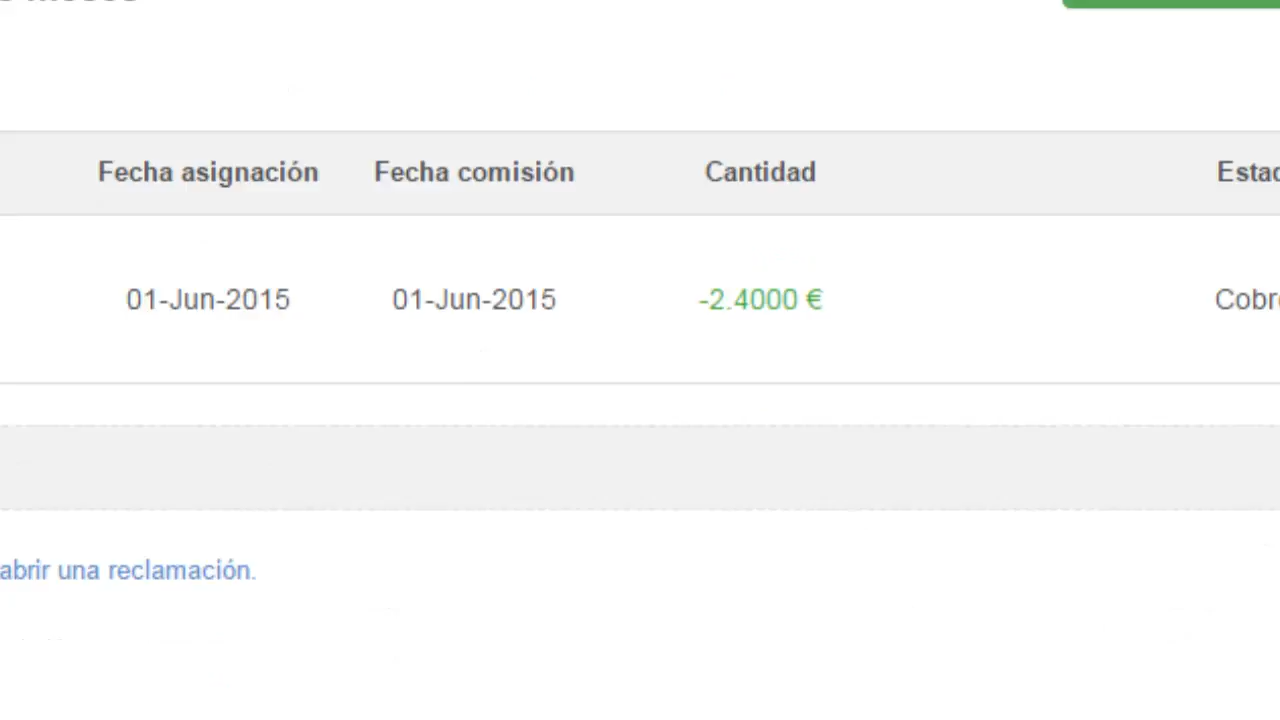 Fecha asignación Fecha comisión Cantidad
01-Jun-2015 01-Jun-2015 -2.4000 €
abrir una reclamación.